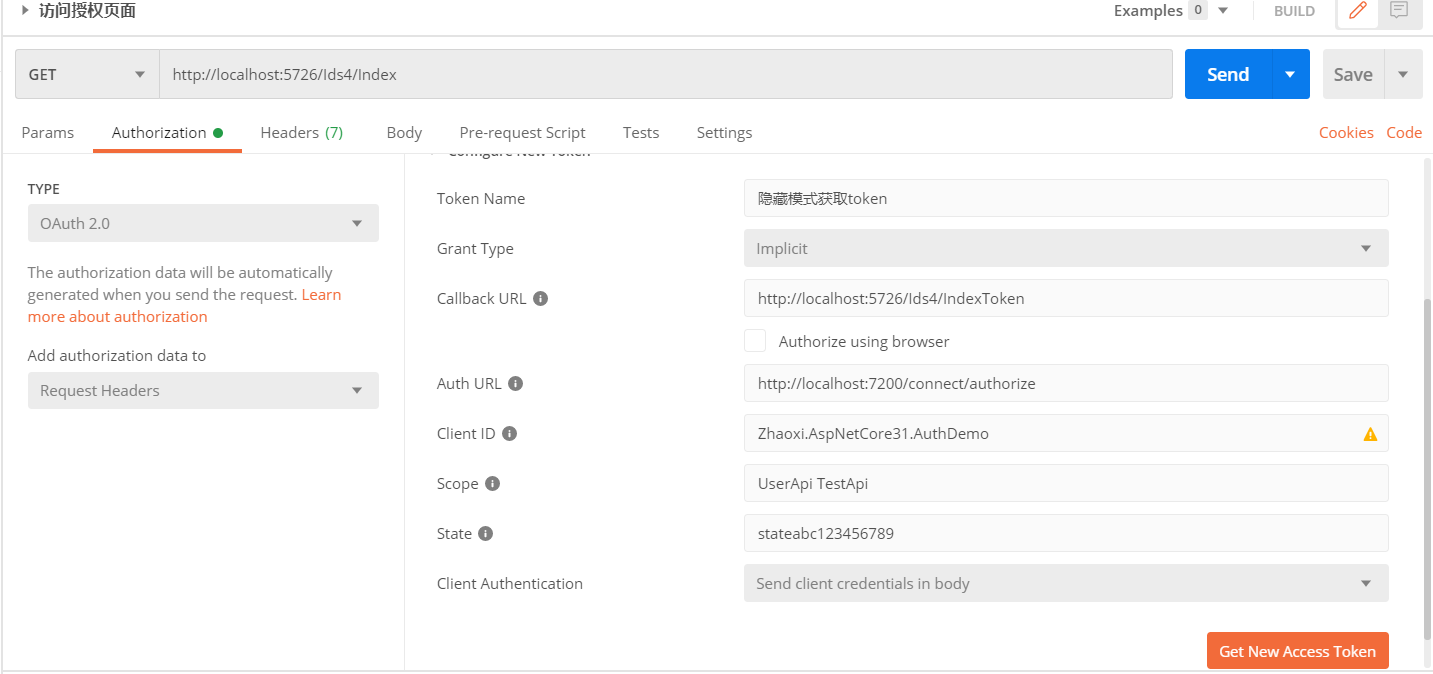 访问授权页面
Examples 0 BUILD
GET http://localhost:5726/Ids4/Index Send Save
Params Authorization Headers (7) Body Pre-request Script Tests Settings Cookies Code
Configure New Token
TYPE
OAuth 2.0
The authorization data will be automatically
generated when you send the request. Learn
more about authorization
Add authorization data to
Request Headers
Token Name 隐藏模式获取token
Grant Type Implicit
Callback URL http://localhost:5726/Ids4/IndexToken
Authorize using browser
Auth URL http://localhost:7200/connect/authorize
Client ID Zhaoxi.AspNetCore31.AuthDemo
Scope UserApi TestApi
State stateabc123456789
Client Authentication Send client credentials in body
Get New Access Token